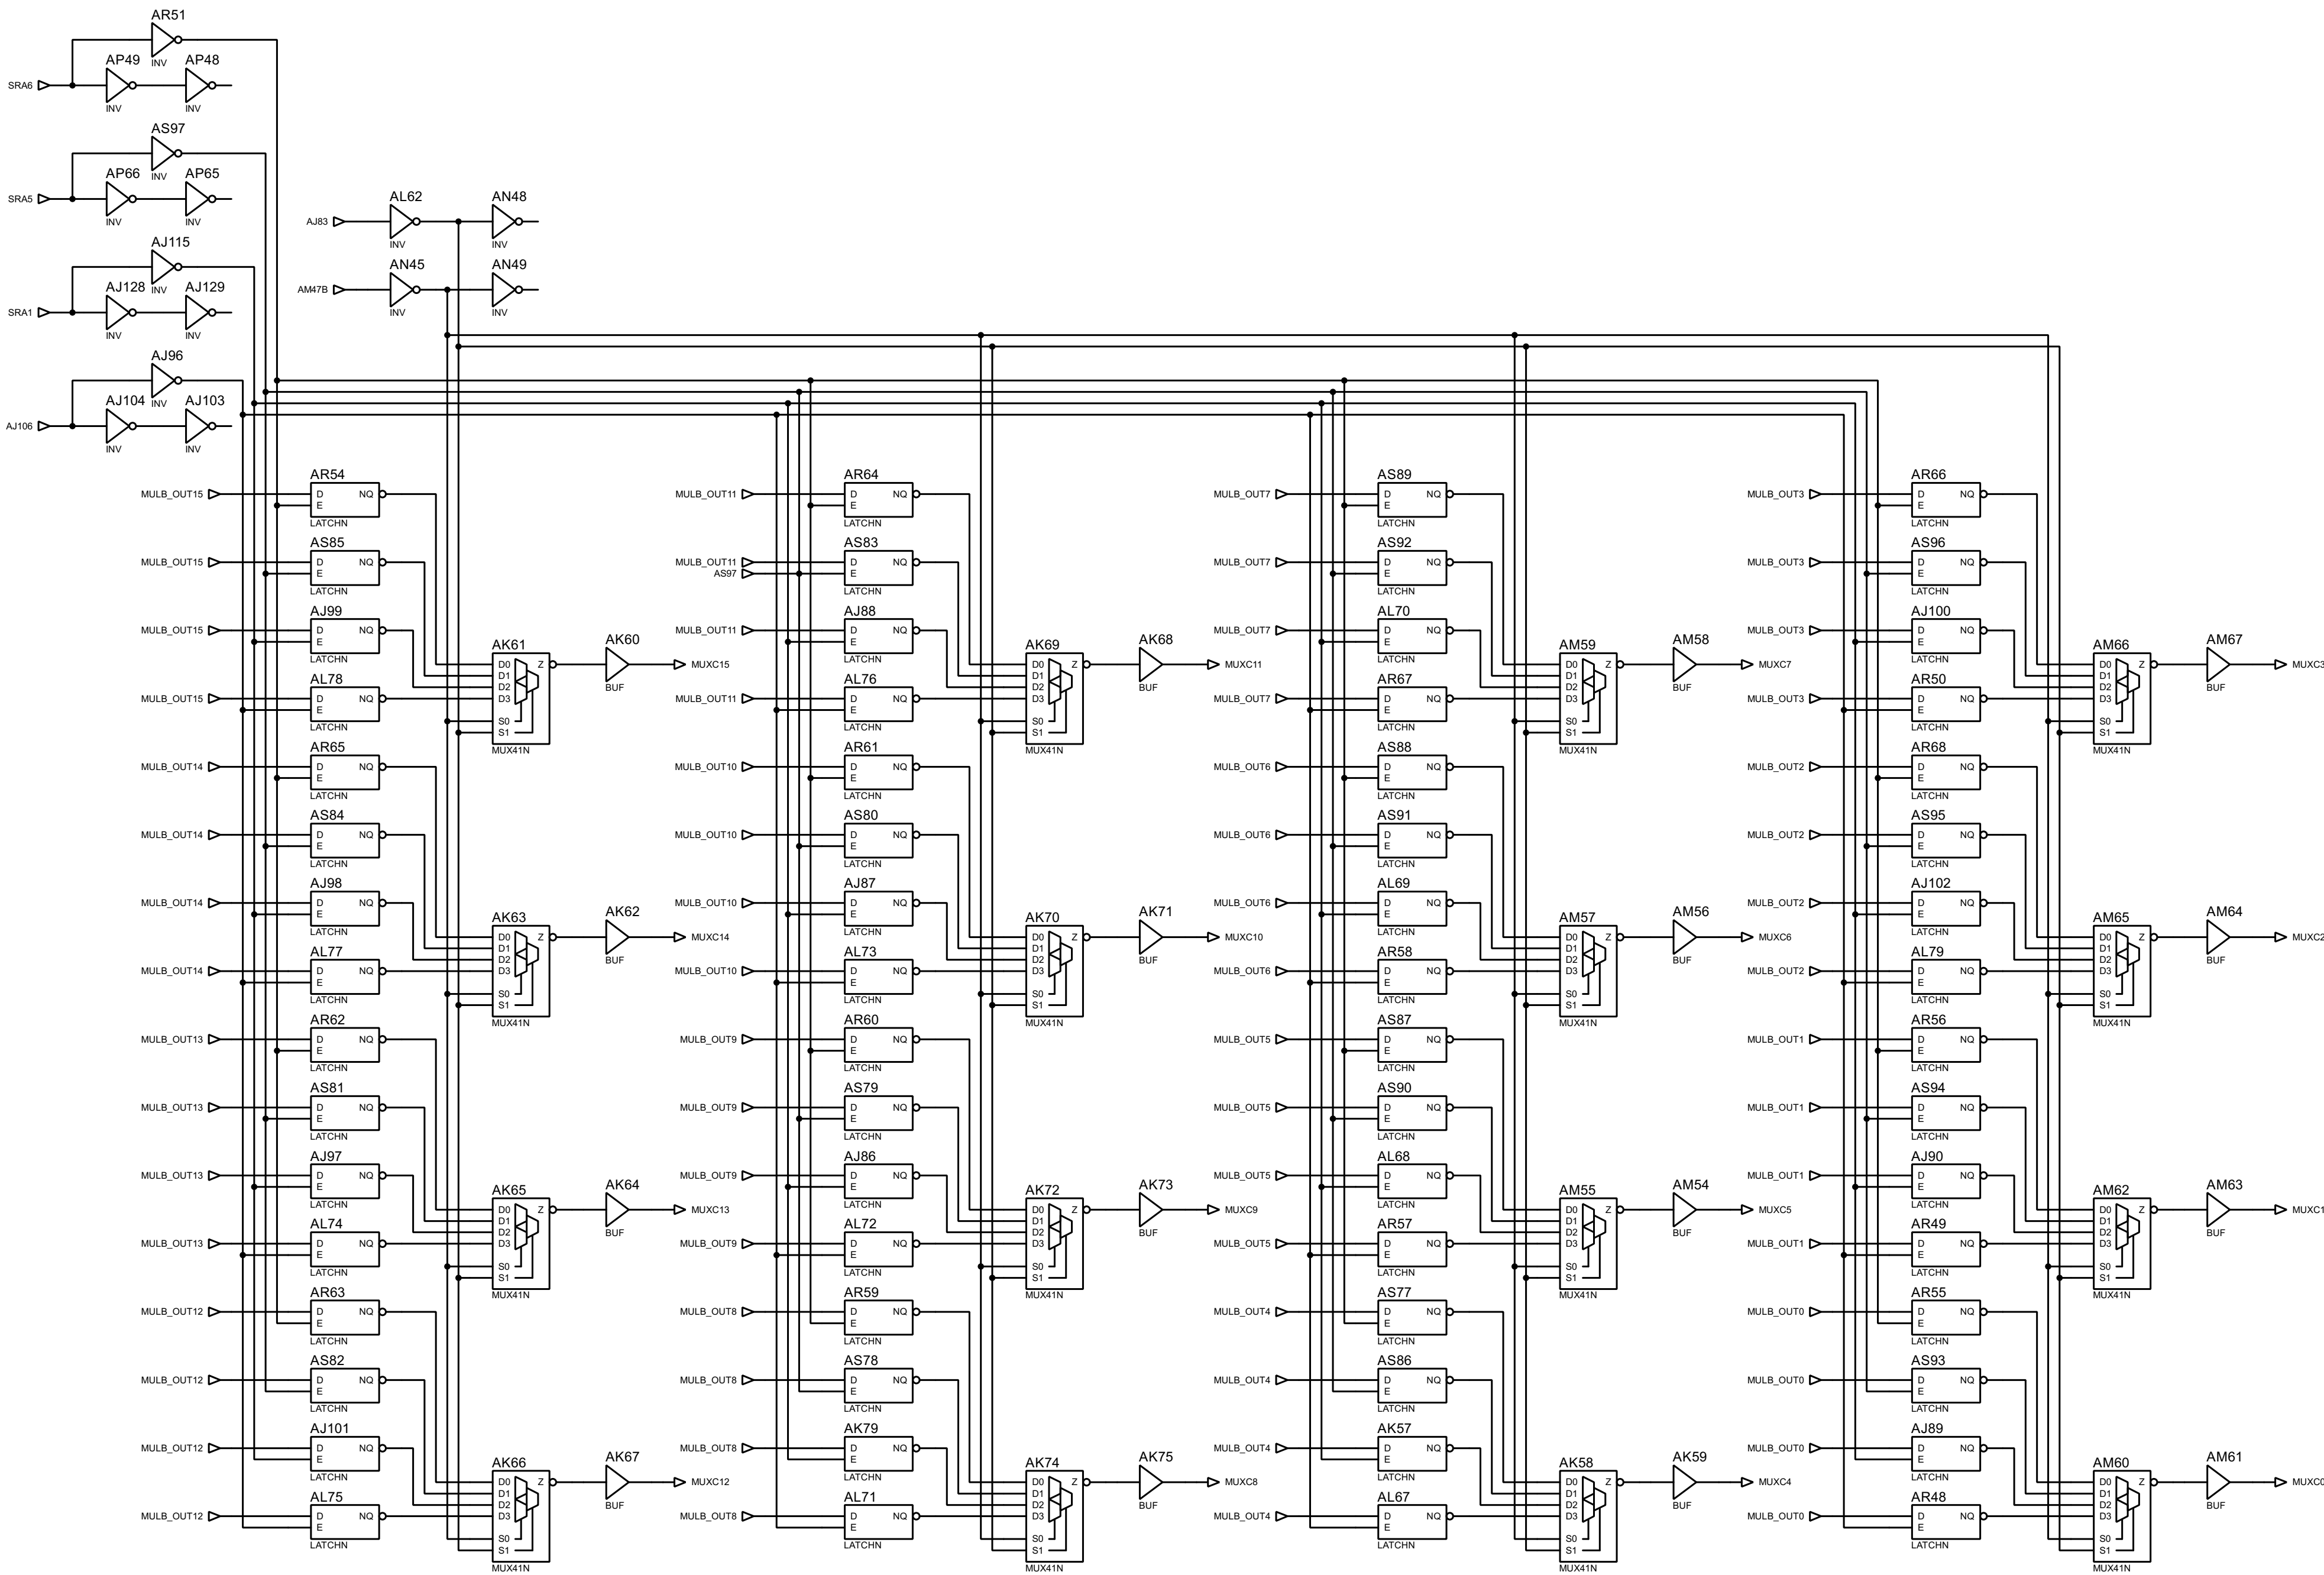 AR51
INV
AP49 AP48
SRA6
INV INV
AS97
INV
AP66 AP65
SRA5
INV INV
AJ115
INV
AJ128 AJ129
SRA1
INV INV
AJ96
INV
AJ104 AJ103
AJ106
INV INV
AL62 AN48
AJ83
INV INV
AN45 AN49
AM47B
INV INV
AR54
MULB_OUT15 D NQ
E
LATCHN
AS85
MULB_OUT15 D NQ
E
LATCHN
AJ99
MULB_OUT15 D NQ
E
LATCHN
AL78
MULB_OUT15 D NQ
E
LATCHN
AK61 AK60
D0 Z MUXC15
D1
D2 BUF
D3
S0
S1
MUX41N
AR65
MULB_OUT14 D NQ
E
LATCHN
AS84
MULB_OUT14 D NQ
E
LATCHN
AJ98
MULB_OUT14 D NQ
E
LATCHN
AL77
MULB_OUT14 D NQ
E
LATCHN
AK63 AK62
D0 Z MUXC14
D1
D2 BUF
D3
S0
S1
MUX41N
AR62
MULB_OUT13 D NQ
E
LATCHN
AS81
MULB_OUT13 D NQ
E
LATCHN
AJ97
MULB_OUT13 D NQ
E
LATCHN
AL74
MULB_OUT13 D NQ
E
LATCHN
AK65 AK64
D0 Z MUXC13
D1
D2 BUF
D3
S0
S1
MUX41N
AR63
MULB_OUT12 D NQ
E
LATCHN
AS82
MULB_OUT12 D NQ
E
LATCHN
AJ101
MULB_OUT12 D NQ
E
LATCHN
AL75
MULB_OUT12 D NQ
E
LATCHN
AK66 AK67
D0 Z MUXC12
D1
D2 BUF
D3
S0
S1
MUX41N
AR64
MULB_OUT11 D NQ
E
LATCHN
AS83
MULB_OUT11 D NQ
AS97 E
LATCHN
AJ88
MULB_OUT11 D NQ
E
LATCHN
AL76
MULB_OUT11 D NQ
E
LATCHN
AK69 AK68
D0 Z MUXC11
D1
D2 BUF
D3
S0
S1
MUX41N
AR61
MULB_OUT10 D NQ
E
LATCHN
AS80
MULB_OUT10 D NQ
E
LATCHN
AJ87
MULB_OUT10 D NQ
E
LATCHN
AL73
MULB_OUT10 D NQ
E
LATCHN
AK70 AK71
D0 Z MUXC10
D1
D2 BUF
D3
S0
S1
MUX41N
AR60
MULB_OUT9 D NQ
E
LATCHN
AS79
MULB_OUT9 D NQ
E
LATCHN
AJ86
MULB_OUT9 D NQ
E
LATCHN
AL72
MULB_OUT9 D NQ
E
LATCHN
AK72 AK73
D0 Z MUXC9
D1
D2 BUF
D3
S0
S1
MUX41N
AR59
MULB_OUT8 D NQ
E
LATCHN
AS78
MULB_OUT8 D NQ
E
LATCHN
AK79
MULB_OUT8 D NQ
E
LATCHN
AL71
MULB_OUT8 D NQ
E
LATCHN
AK74 AK75
D0 Z MUXC8
D1
D2 BUF
D3
S0
S1
MUX41N
AS89
MULB_OUT7 D NQ
E
LATCHN
AS92
MULB_OUT7 D NQ
E
LATCHN
AL70
MULB_OUT7 D NQ
E
LATCHN
AR67
MULB_OUT7 D NQ
E
LATCHN
AM59 AM58
D0 Z MUXC7
D1
D2 BUF
D3
S0
S1
MUX41N
AS88
MULB_OUT6 D NQ
E
LATCHN
AS91
MULB_OUT6 D NQ
E
LATCHN
AL69
MULB_OUT6 D NQ
E
LATCHN
AR58
MULB_OUT6 D NQ
E
LATCHN
AM57 AM56
D0 Z MUXC6
D1
D2 BUF
D3
S0
S1
MUX41N
AS87
MULB_OUT5 D NQ
E
LATCHN
AS90
MULB_OUT5 D NQ
E
LATCHN
AL68
MULB_OUT5 D NQ
E
LATCHN
AR57
MULB_OUT5 D NQ
E
LATCHN
AM55 AM54
D0 Z MUXC5
D1
D2 BUF
D3
S0
S1
MUX41N
AS77
MULB_OUT4 D NQ
E
LATCHN
AS86
MULB_OUT4 D NQ
E
LATCHN
AK57
MULB_OUT4 D NQ
E
LATCHN
AL67
MULB_OUT4 D NQ
E
LATCHN
AK58 AK59
D0 Z MUXC4
D1
D2 BUF
D3
S0
S1
MUX41N
AR66
MULB_OUT3 D NQ
E
LATCHN
AS96
MULB_OUT3 D NQ
E
LATCHN
AJ100
MULB_OUT3 D NQ
E
LATCHN
AR50
MULB_OUT3 D NQ
E
LATCHN
AM66 AM67
D0 Z MUXC3
D1
D2 BUF
D3
S0
S1
MUX41N
AR68
MULB_OUT2 D NQ
E
LATCHN
AS95
MULB_OUT2 D NQ
E
LATCHN
AJ102
MULB_OUT2 D NQ
E
LATCHN
AL79
MULB_OUT2 D NQ
E
LATCHN
AM65 AM64
D0 Z MUXC2
D1
D2 BUF
D3
S0
S1
MUX41N
AR56
MULB_OUT1 D NQ
E
LATCHN
AS94
MULB_OUT1 D NQ
E
LATCHN
AJ90
MULB_OUT1 D NQ
E
LATCHN
AR49
MULB_OUT1 D NQ
E
LATCHN
AM62 AM63
D0 Z MUXC1
D1
D2 BUF
D3
S0
S1
MUX41N
AR55
MULB_OUT0 D NQ
E
LATCHN
AS93
MULB_OUT0 D NQ
E
LATCHN
AJ89
MULB_OUT0 D NQ
E
LATCHN
AR48
MULB_OUT0 D NQ
E
LATCHN
AM60 AM61
D0 Z MUXC0
D1
D2 BUF
D3
S0
S1
MUX41N